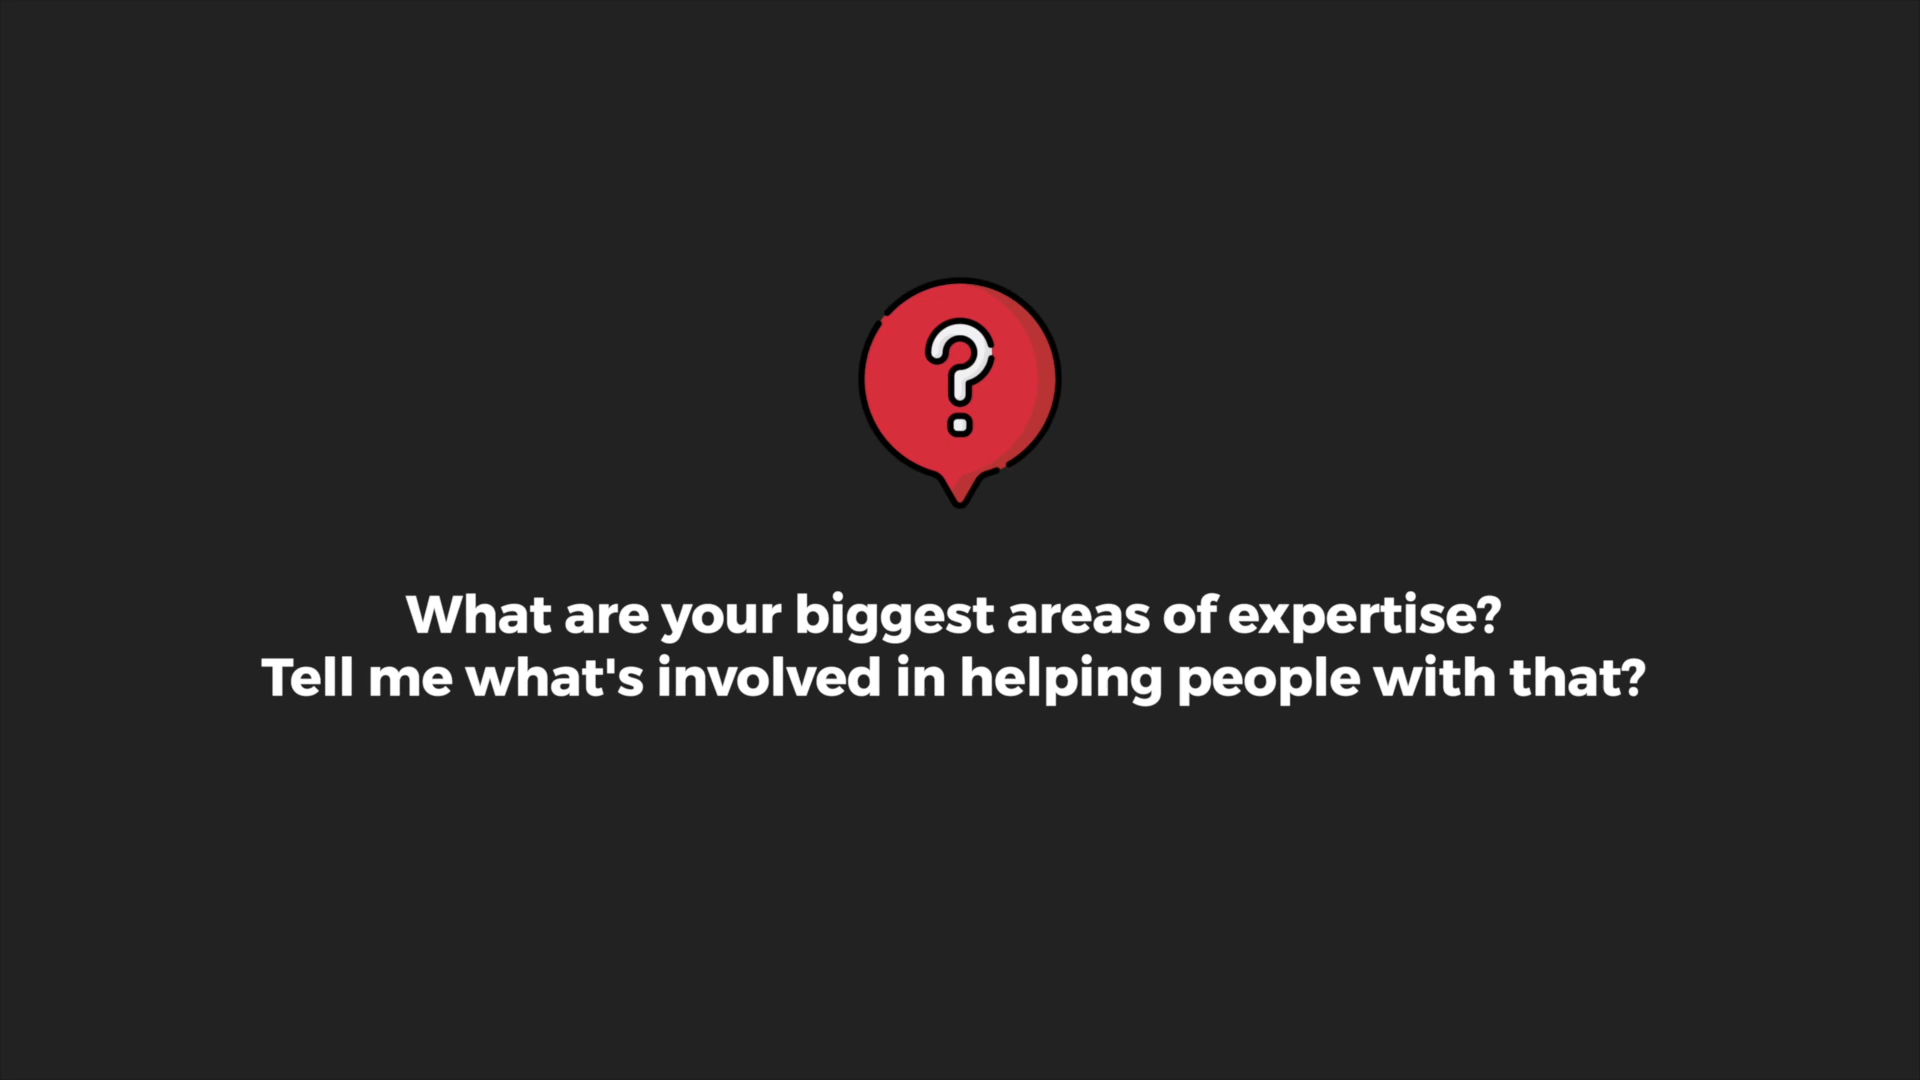 What are your biggest areas of expertise?
Tell me what's involved in helping people with that?